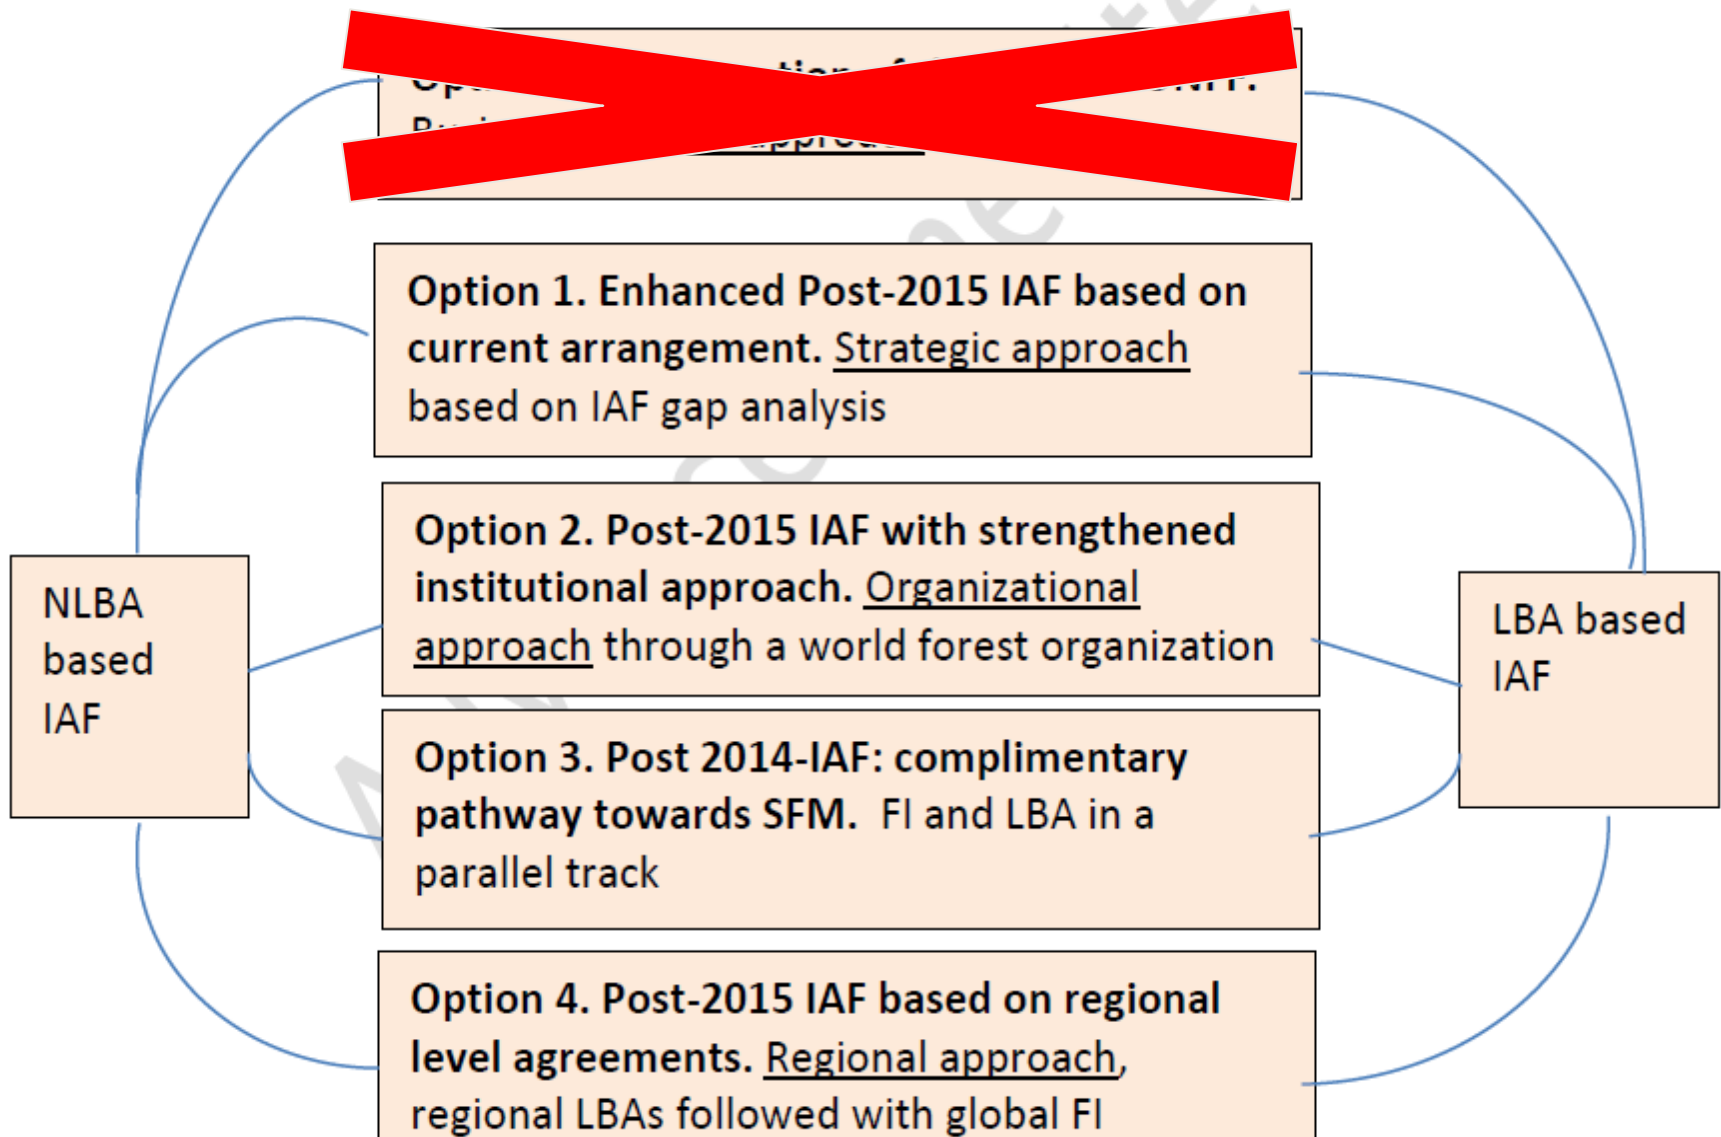 Option 1. Enhanced Post-2015 IAF based on
current arrangement. Strategic approach
based on IAF gap analysis
Option 2. Post-2015 IAF with strengthened
institutional approach. Organizational
approach through a world forest organization
NLBA
based
IAF
LBA based
IAF
Option 3. Post 2014-IAF: complimentary
pathway towards SFM. FI and LBA in a
parallel track
Option 4. Post-2015 IAF based on regional
level agreements. Regional approach,
regional LBAs followed with global FI